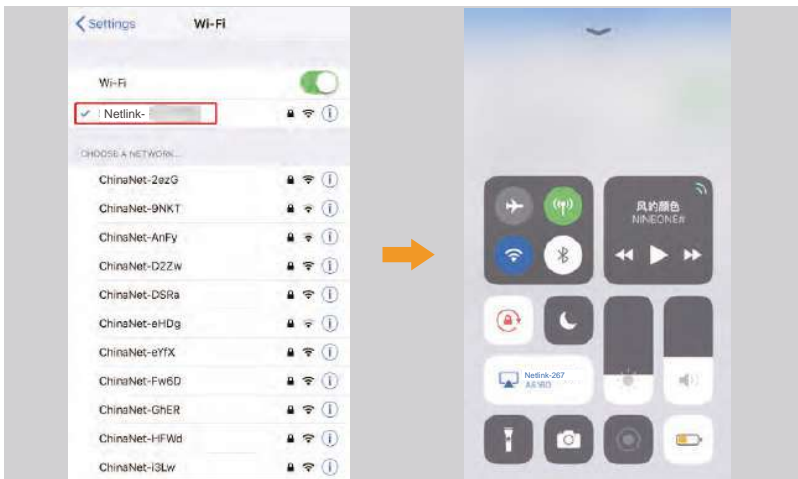 Settings
Wi-Fi
Wi-Fi
Netlink-
CHOOSE A NETWORK...
ChinaNet-2ezG
ChinaNet-9NKT
ChinaNet-AnFy
ChinaNet-D2Zw
ChinaNet-DSRa
ChinaNet-eHDg
ChinaNet-eYfX
ChinaNet-Fw6D
ChinaNet-GhER
ChinaNet-HFWd
ChinaNet-i3Lw
风的颜色
NINEONE#
Netlink-267
A6160